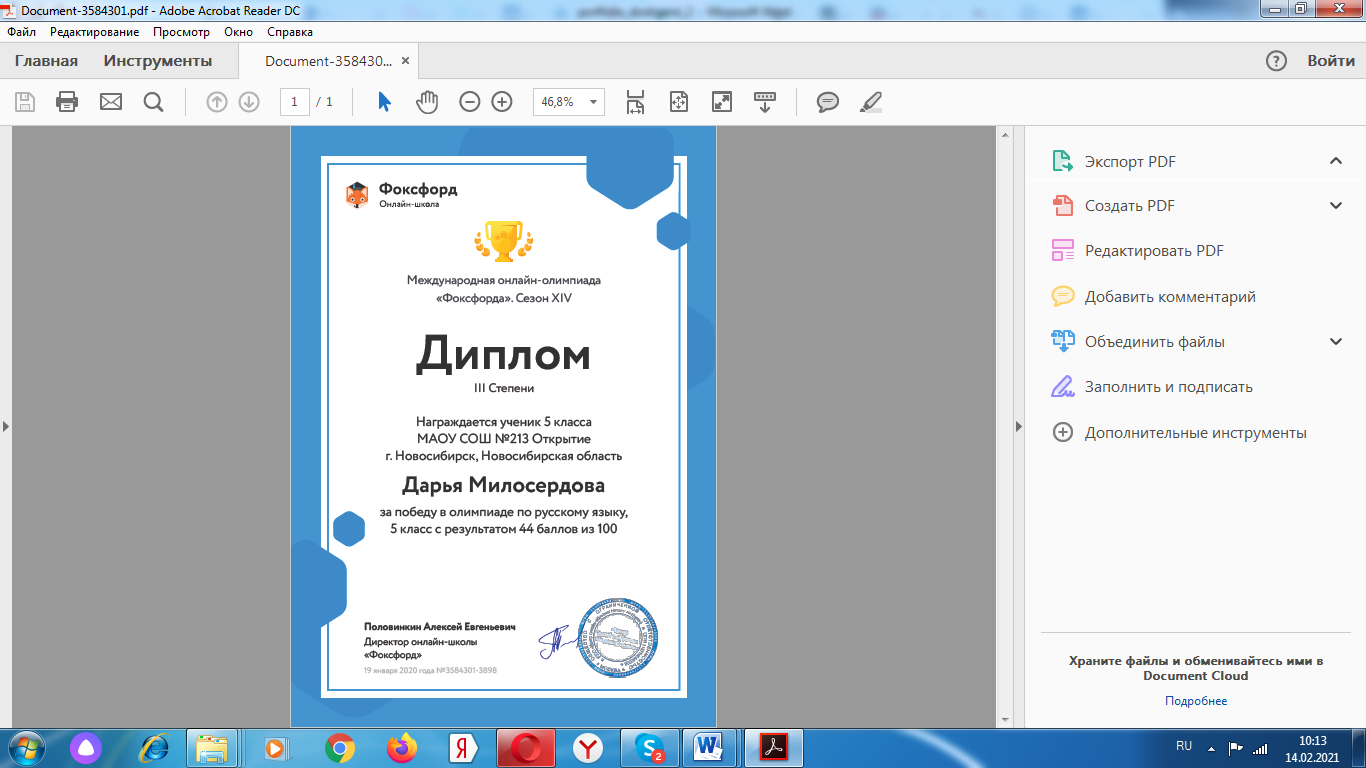 Document-3584301.pdf - Adobe Acrobat Reader DC
Файл Редактирование Просмотр Окно Справка
Главная Инструменты Document-358430... × Войти
1 / 1 46,8%
Фоксфорд
Онлайн-школа
Международная онлайн-олимпиада
«Фоксфорда». Сезон XIV
Диплом
III Степени
Награждается ученик 5 класса
МАОУ СОШ №213 Открытие
г. Новосибирск, Новосибирская область
Дарья Милосердова
за победу в олимпиаде по русскому языку,
5 класс с результатом 44 баллов из 100
Половинкин Алексей Евгеньевич
Директор онлайн-школы
«Фоксфорд»
19 января 2020 года №3584301-3898
Экспорт PDF
Создать PDF
Редактировать PDF
Добавить комментарий
Объединить файлы
Заполнить и подписать
Дополнительные инструменты
Храните файлы и обменивайтесь ими в
Document Cloud
Подробнее
RU
10:13
14.02.2021